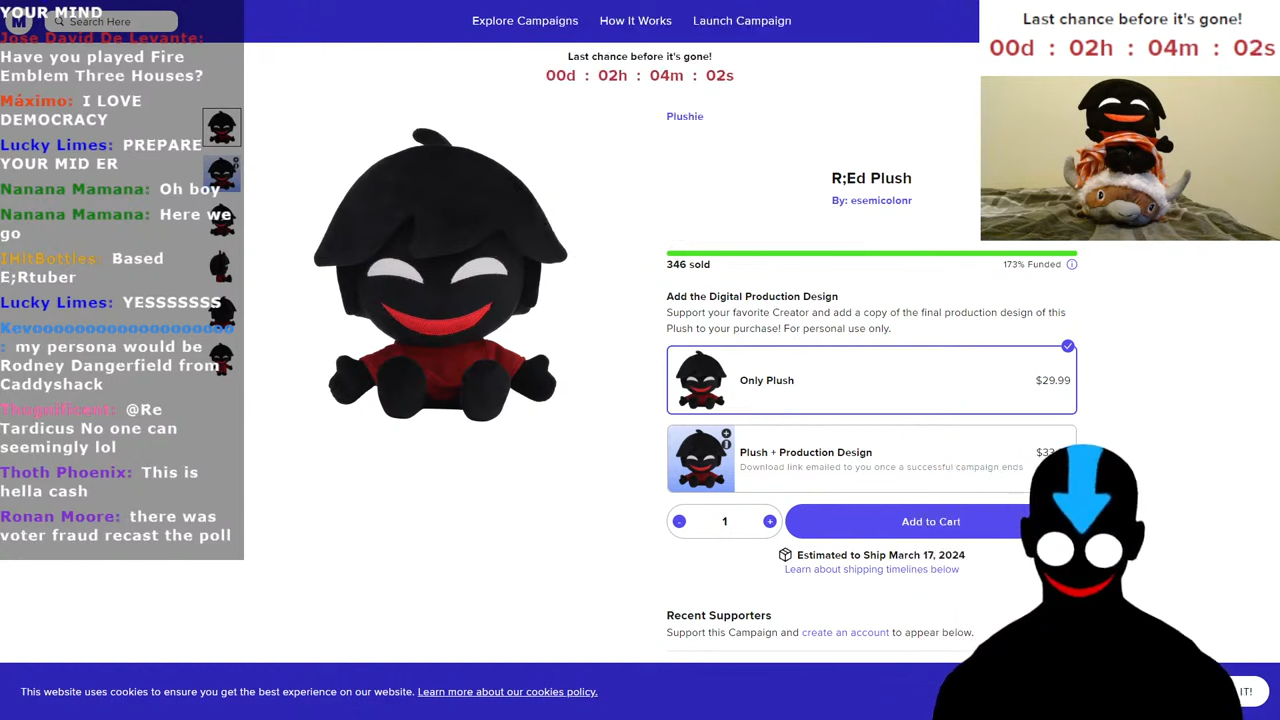 YOUR MIND
Jose David De Levante:
Have you played Fire
Emblem Three Houses?
Máximo: I LOVE
DEMOCRACY
Lucky Limes: PREPARE
YOUR MID ER
Nanana Mamana: Oh boy
Nanana Mamana: Here we
go
IHitBottles: Based
E;Rtuber
Lucky Limes: YESSSSSSS
Kevooooooooooooooooooo
: my persona would be
Rodney Dangerfield from
Caddyshack
Thugnificent: @Re
Tardicus No one can
seemingly lol
Thoth Phoenix: This is
hella cash
Ronan Moore: there was
voter fraud recast the poll
M
Search Here
Explore Campaigns How It Works Launch Campaign
Last chance before it's gone!
00d : 02h : 04m : 02s
Plushie
R;Ed Plush
By: esemicolonr
346 sold 173% Funded
Add the Digital Production Design
Support your favorite Creator and add a copy of the final production design of this
Plush to your purchase! For personal use only.
Only Plush $29.99
Plush + Production Design
Download link emailed to you once a successful campaign ends
- 1 + Add to Cart
Estimated to Ship March 17, 2024
Learn about shipping timelines below
Recent Supporters
Support this Campaign and create an account to appear below.
This website uses cookies to ensure you get the best experience on our website. Learn more about our cookies policy.
IT!
Last chance before it's gone!
00d : 02h : 04m : 02s